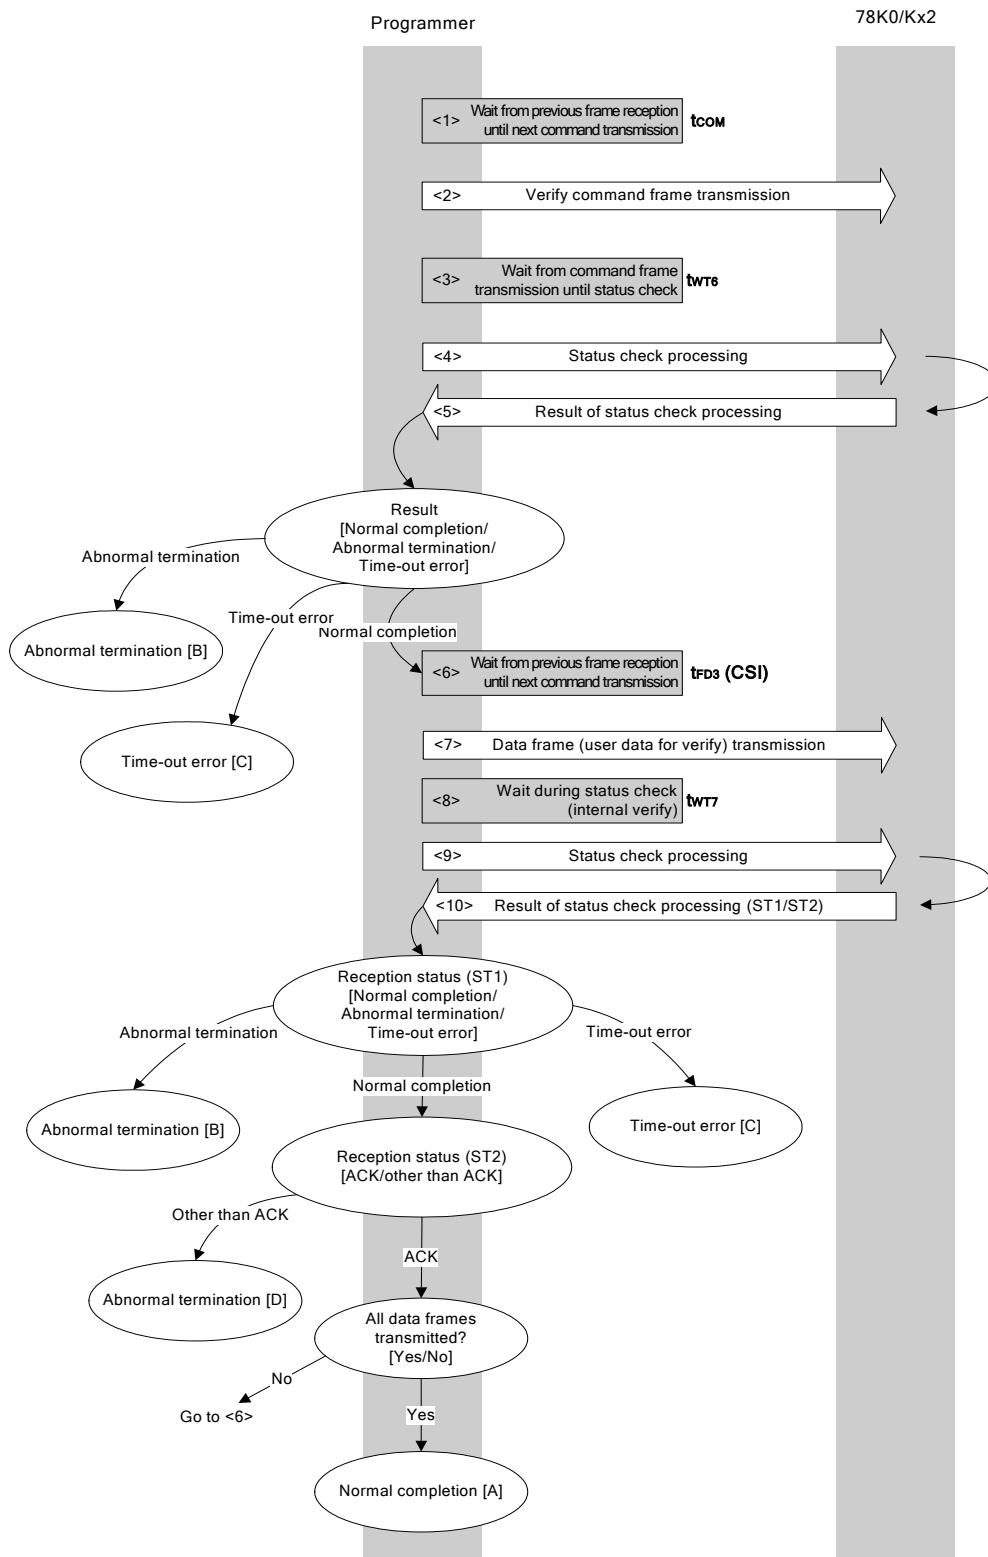 Programmer
78K0/Kx2
<1> Wait from previous frame reception
until next command transmission
tCOM
<2> Verify command frame transmission
<3> Wait from command frame
transmission until status check
tWT6
<4> Status check processing
<5> Result of status check processing
Result
[Normal completion/
Abnormal termination/
Time-out error]
Abnormal termination
Time-out error
Normal completion
Abnormal termination [B]
<6> Wait from previous frame reception
until next command transmission
tFD3 (CSI)
Time-out error [C]
<7> Data frame (user data for verify) transmission
<8> Wait during status check
(internal verify)
tWT7
<9> Status check processing
<10> Result of status check processing (ST1/ST2)
Reception status (ST1)
[Normal completion/
Abnormal termination/
Time-out error]
Abnormal termination
Time-out error
Normal completion
Abnormal termination [B]
Time-out error [C]
Reception status (ST2)
[ACK/other than ACK]
Other than ACK
ACK
Abnormal termination [D]
All data frames
transmitted?
[Yes/No]
No
Go to <6>
Yes
Normal completion [A]